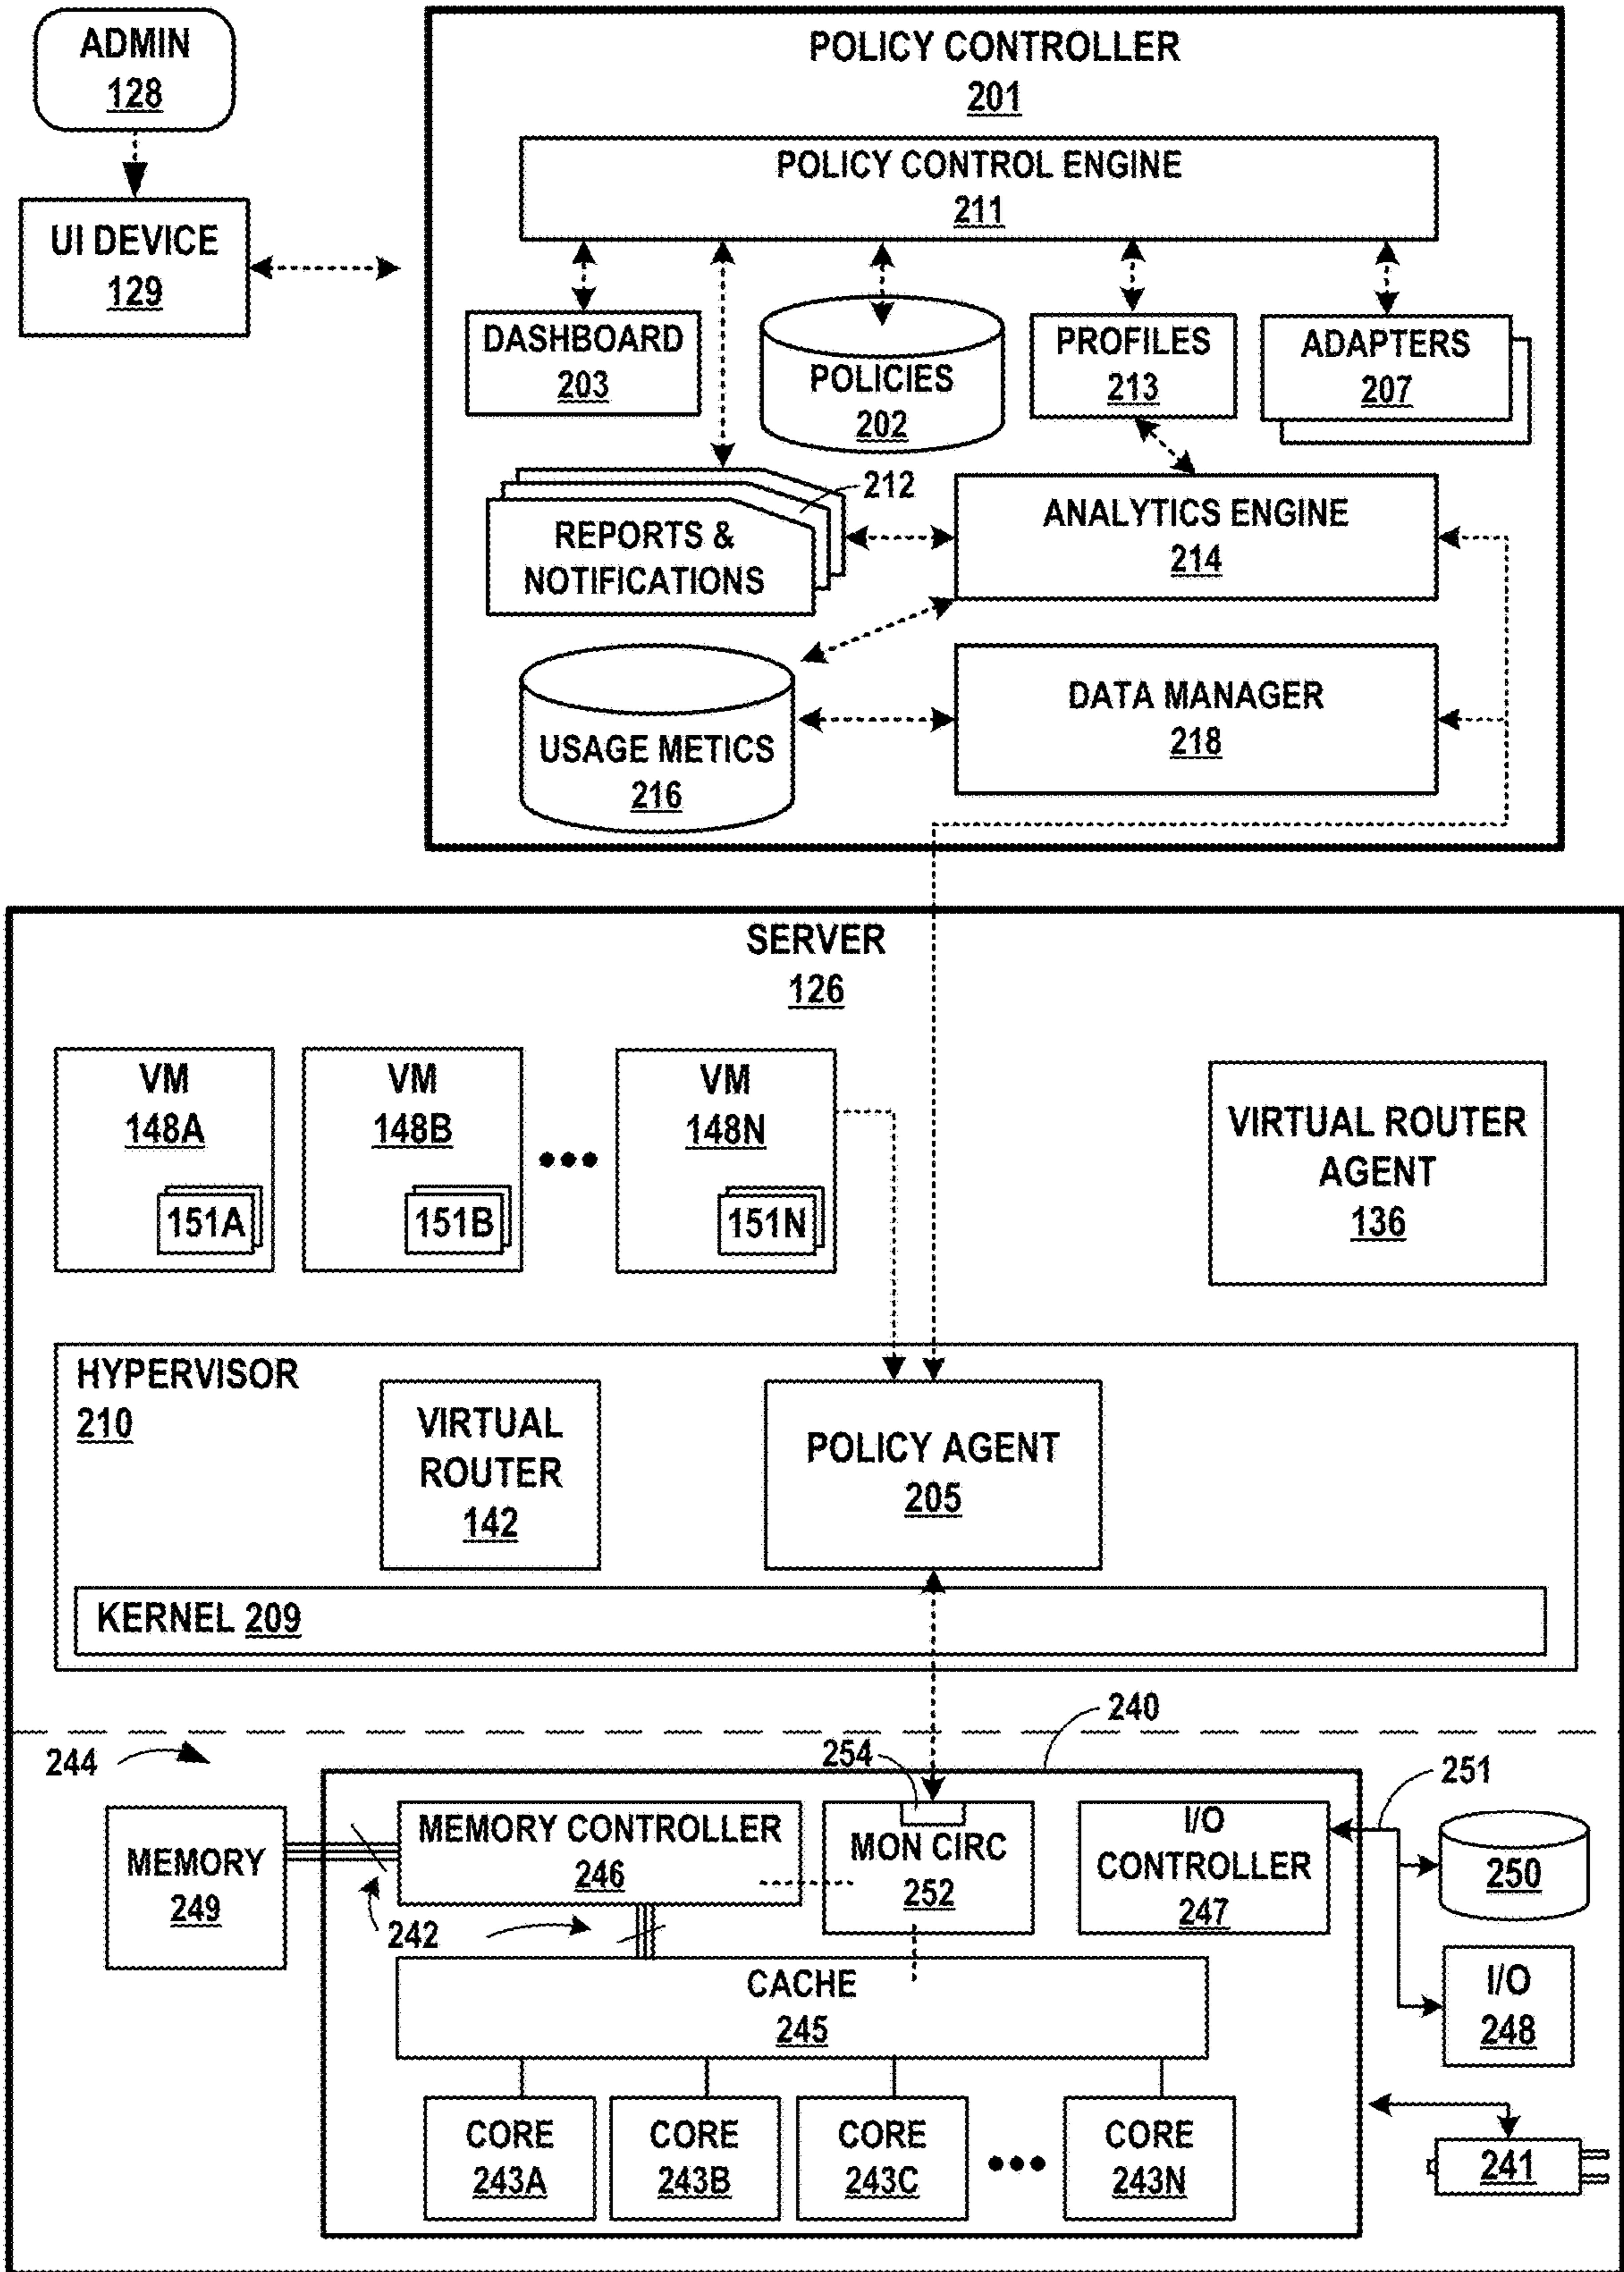 ADMIN
128
UI DEVICE
129
POLICY CONTROLLER
201
POLICY CONTROL ENGINE
211
DASHBOARD
203
POLICIES
202
PROFILES
213
ADAPTERS
207
212
REPORTS &
NOTIFICATIONS
ANALYTICS ENGINE
214
USAGE METICS
216
DATA MANAGER
218
SERVER
126
VM
148A
151A
VM
148B
151B
VM
148N
151N
VIRTUAL ROUTER
AGENT
136
HYPERVISOR
210
VIRTUAL
ROUTER
142
POLICY AGENT
205
KERNEL 209
244
240
254
251
MEMORY
249
MEMORY CONTROLLER
246
MON CIRC
252
I/O
CONTROLLER
247
250
242
CACHE
245
I/O
248
CORE
243A
CORE
243B
CORE
243C
CORE
243N
241